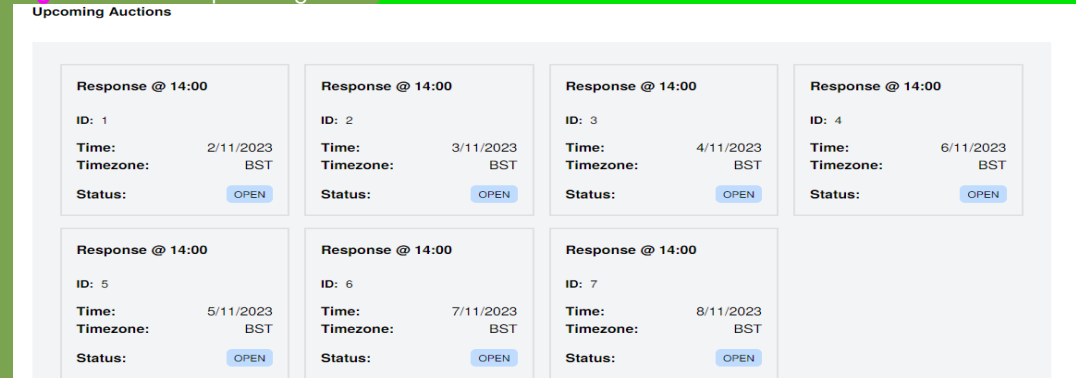 Upcoming Auctions
Response @ 14:00
ID: 1
Time: 2/11/2023
Timezone: BST
Status: OPEN
Response @ 14:00
ID: 2
Time: 3/11/2023
Timezone: BST
Status: OPEN
Response @ 14:00
ID: 3
Time: 4/11/2023
Timezone: BST
Status: OPEN
Response @ 14:00
ID: 4
Time: 6/11/2023
Timezone: BST
Status: OPEN
Response @ 14:00
ID: 5
Time: 5/11/2023
Timezone: BST
Status: OPEN
Response @ 14:00
ID: 6
Time: 7/11/2023
Timezone: BST
Status: OPEN
Response @ 14:00
ID: 7
Time: 8/11/2023
Timezone: BST
Status: OPEN